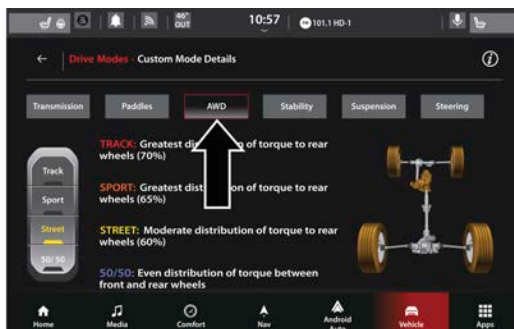 46°
OUT
10:57
101.1 HD-1
Drive Modes - Custom Mode Details
Transmission
Paddles
AWD
Stability
Suspension
Steering
TRACK: Greatest of torque to rear
wheels (70%)
SPORT: Greatest of torque to rear
wheels (65%)
STREET: Moderate distribution of torque to rear
wheels (60%)
50/50: Even distribution of torque between
front and rear wheels
Track
Sport
Street
50/50
Home
Media
Comfort
Nav
Android
Auto
Vehicle
Apps